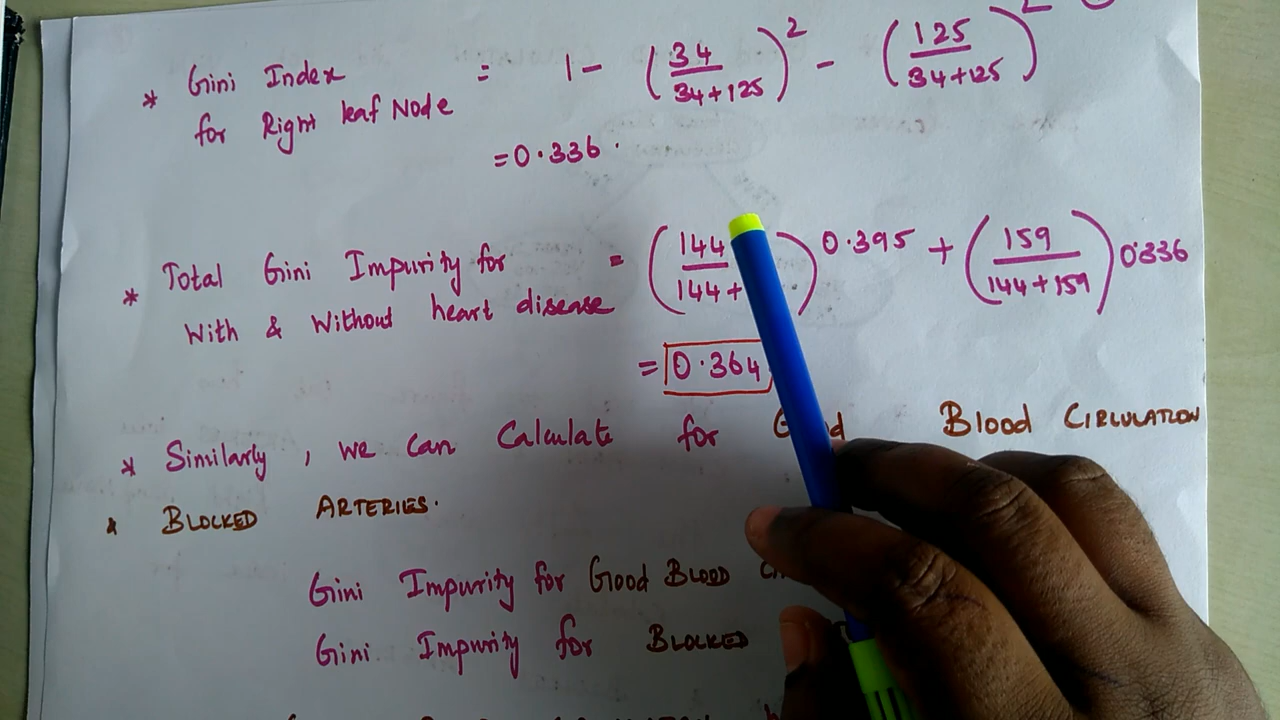 * Gini Index = 1 - (34/34+125)² - (125/34+125)²
for Right Leaf Node
= 0.336.
* Total Gini Impurity for = (144/144+ ) 0.395 + (159/144+159) 0.336
With & Without heart disease
= 0.364
* Similarly, we can Calculate for Blood CIRCULATION
& BLOCKED ARTERIES.
Gini Impurity for Good BLOOD
Gini Impurity for BLOCKED